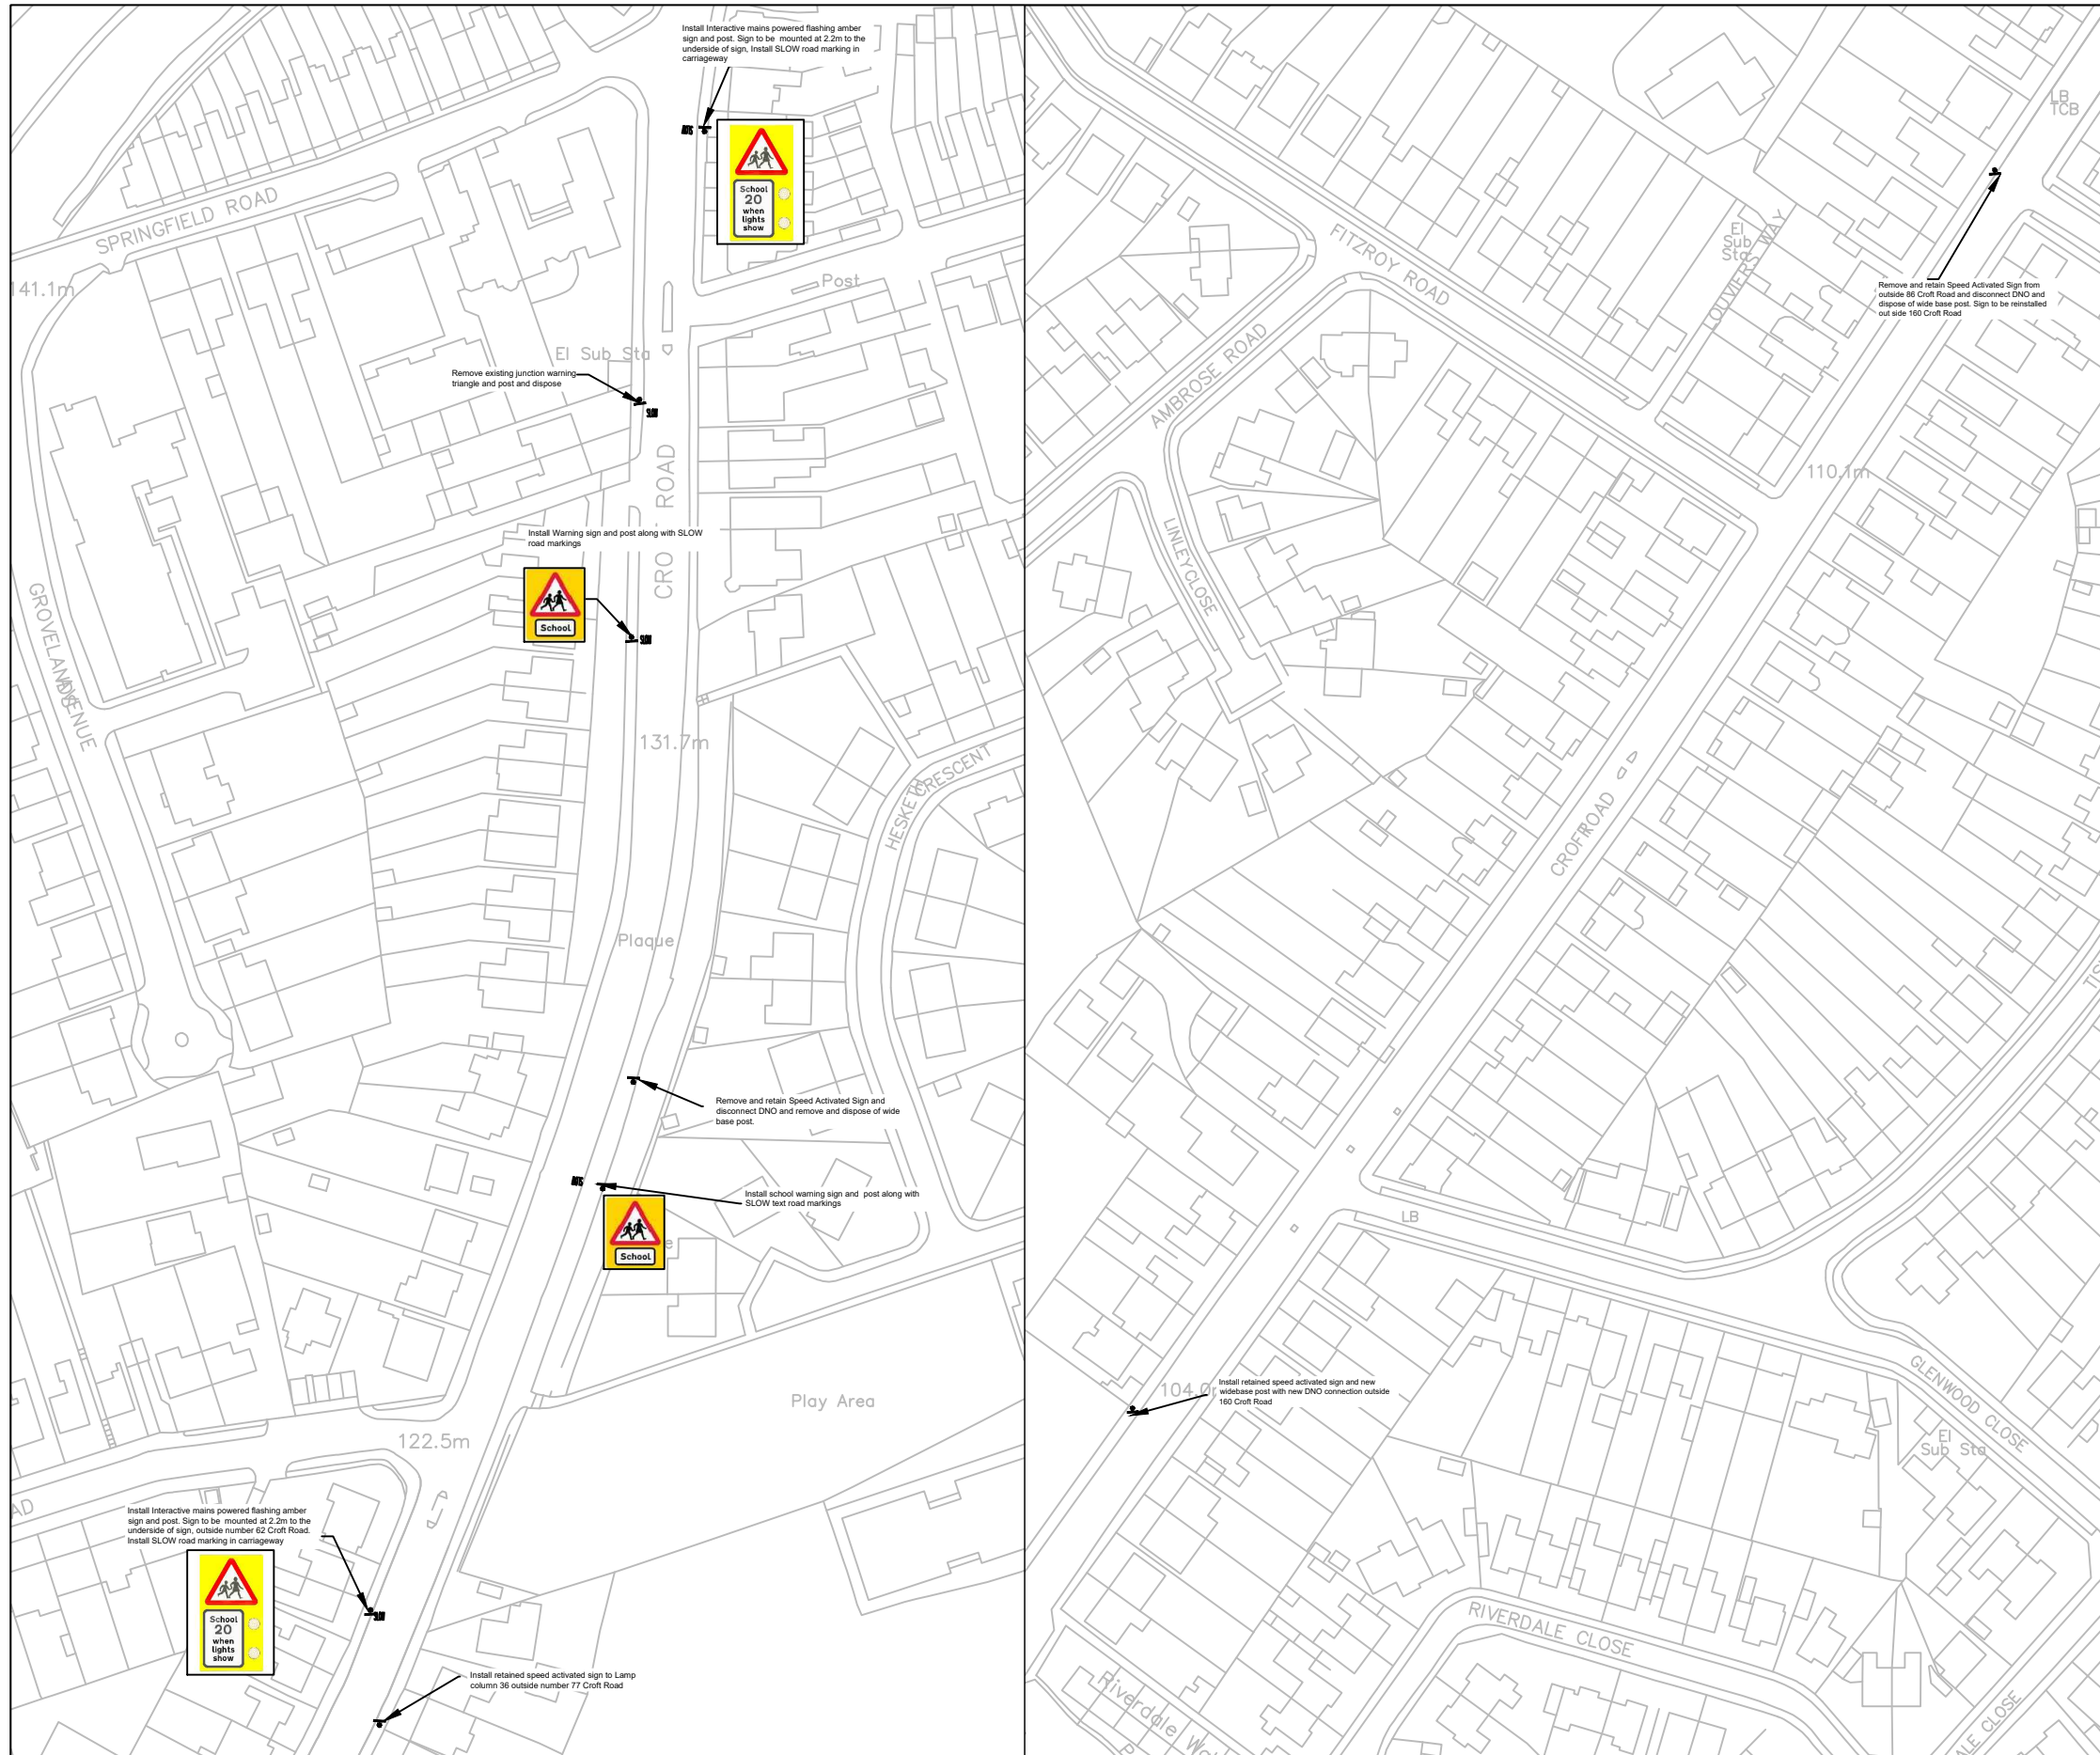 Install Interactive mains powered flashing amber
sign and post. Sign to be  mounted at 2.2m to the
underside of sign, Install SLOW road marking in
carriageway
SLOW
School
20
when
lights
show
SPRINGFIELD ROAD
141.1m
Post
El Sub Sta
Remove existing junction warning
triangle and post and dispose
SLOW
ROAD
Install Warning sign and post along with SLOW
road markings
School
SLOW
AVENUE
131.7m
HESKETH CRESCENT
Plaque
Remove and retain Speed Activated Sign and
disconnect DNO and remove and dispose of wide
base post.
SLOW
Install school warning sign and  post along with
SLOW text road markings
School
Play Area
122.5m
AD
Install Interactive mains powered flashing amber
sign and post. Sign to be  mounted at 2.2m to the
underside of sign, outside number 62 Croft Road.
Install SLOW road marking in carriageway
SLOW
School
20
when
lights
show
Install retained speed activated sign to Lamp
column 36 outside number 77 Croft Road
LB
TCB
FITZROY ROAD
El
Sub
Sta
LOUVIERS WAY
Remove and retain Speed Activated Sign from
outside 86 Croft Road and disconnect DNO and
dispose of wide base post. Sign to be reinstalled
out side 160 Croft Road
AMBROSE ROAD
110.1m
LINLEY CLOSE
ROAD
LB
GLENWOOD CLOSE
104.0
Install retained speed activated sign and new
widebase post with new DNO connection outside
160 Croft Road
El
Sub Sta
RIVERDALE CLOSE
Riverdale
CLOSE